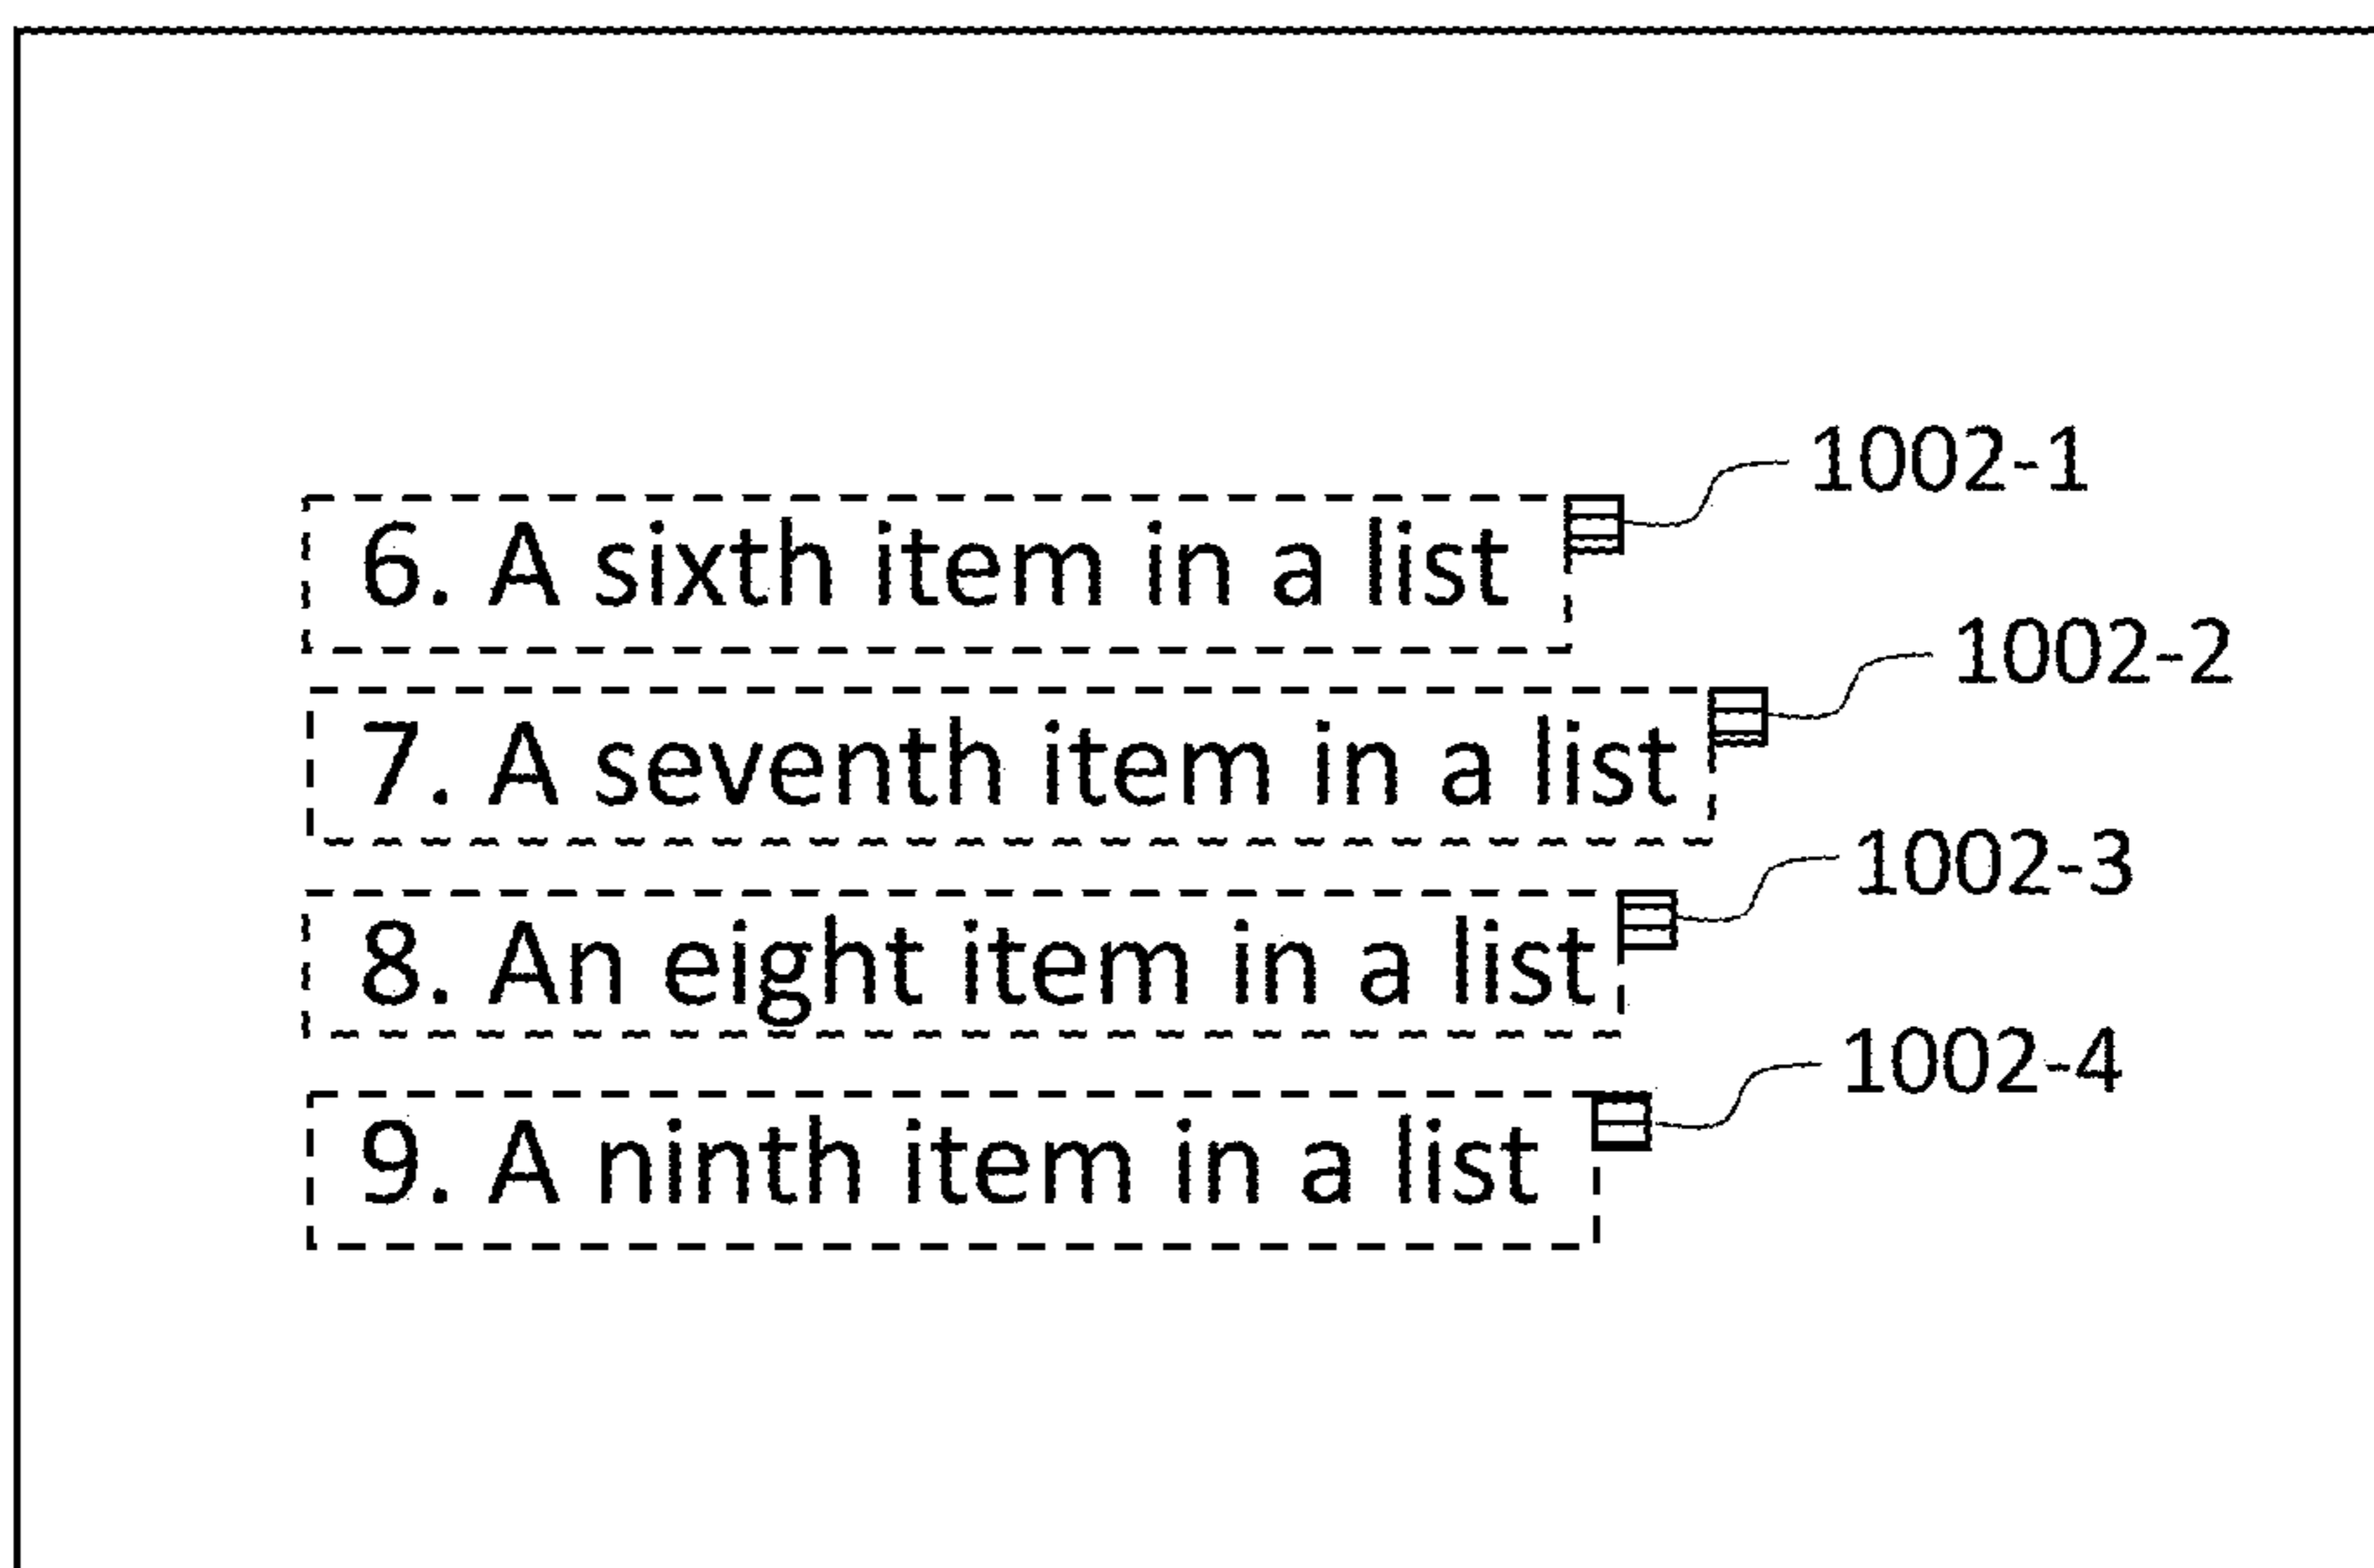 1002-1
6. A sixth item in a list
1002-2
7. A seventh item in a list
1002-3
8. An eight item in a list
1002-4
9. A ninth item in a list